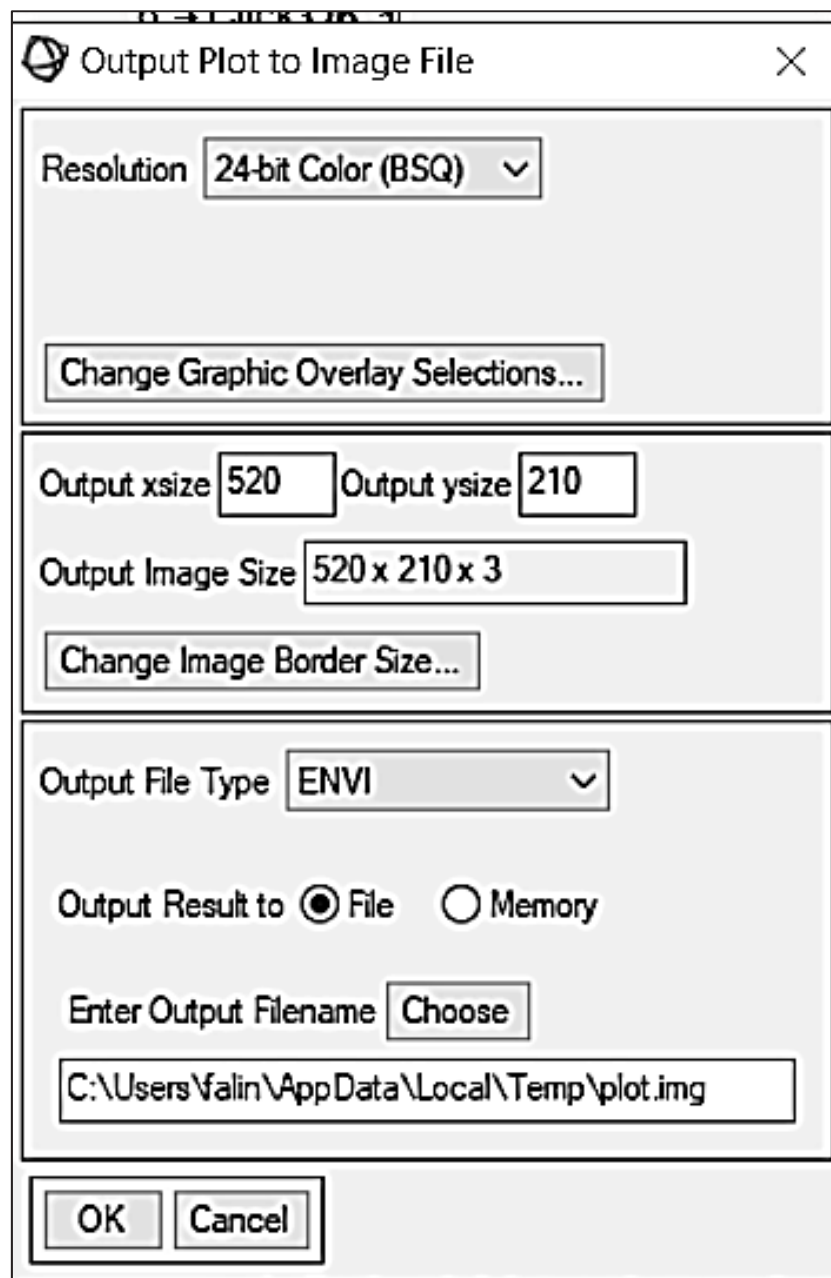 Output Plot to Image File
Resolution 24-bit Color (BSQ)
Change Graphic Overlay Selections...
Output xsize 520 Output ysize 210
Output Image Size 520 x 210 x 3
Change Image Border Size...
Output File Type ENVI
Output Result to File Memory
Enter Output Filename Choose
C:\Users\falin\AppData\Local\Temp\plot.img
OK Cancel